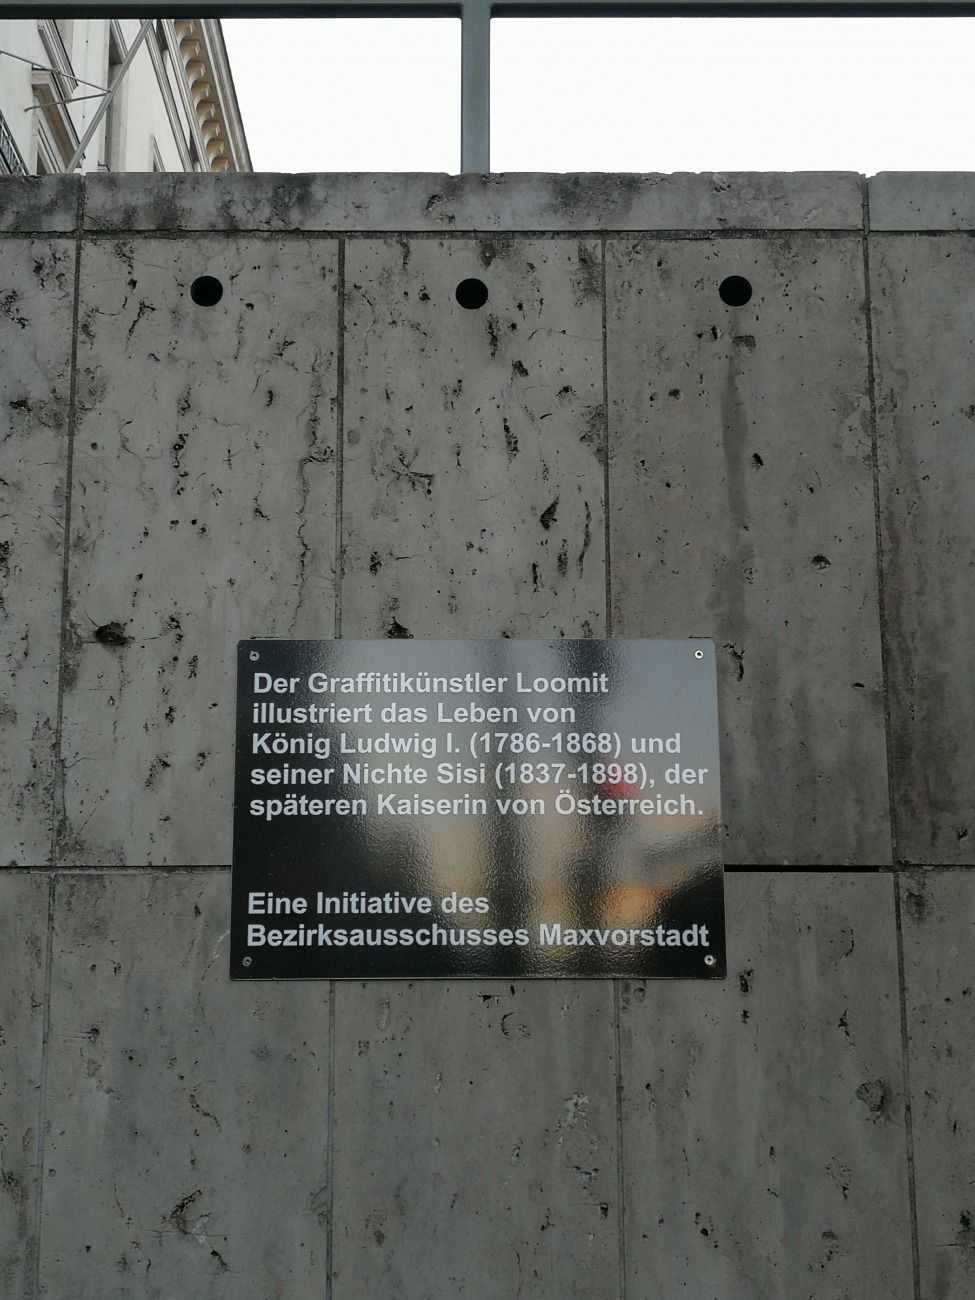 Der Graffitikünstler Loomit
illustriert das Leben von
König Ludwig I. (1786-1868) und
seiner Nichte Sisi (1837-1898), der
späteren Kaiserin von Österreich.
Eine Initiative des
Bezirksausschusses Maxvorstadt